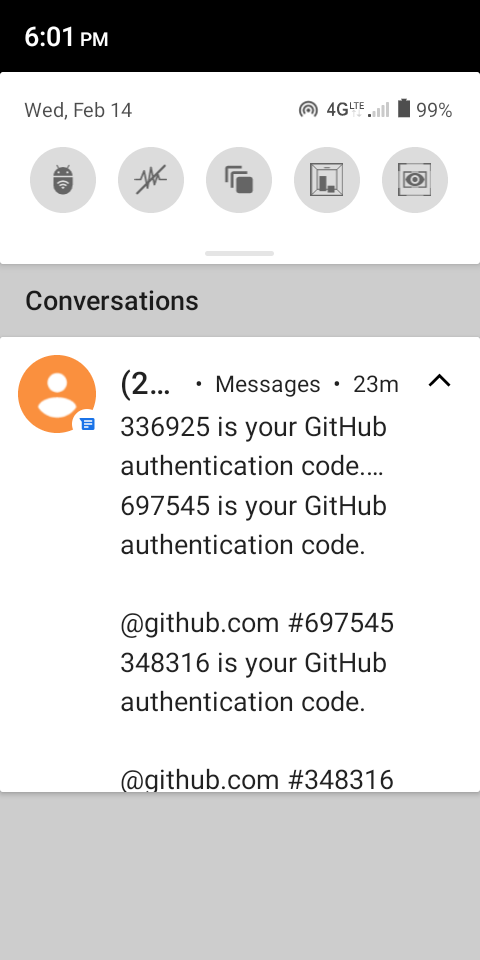 6:01 PM
Wed, Feb 14
4G LTE
99%
Conversations
(2… • Messages • 23m
336925 is your GitHub
authentication code.…
697545 is your GitHub
authentication code.
@github.com #697545
348316 is your GitHub
authentication code.
@github.com #348316